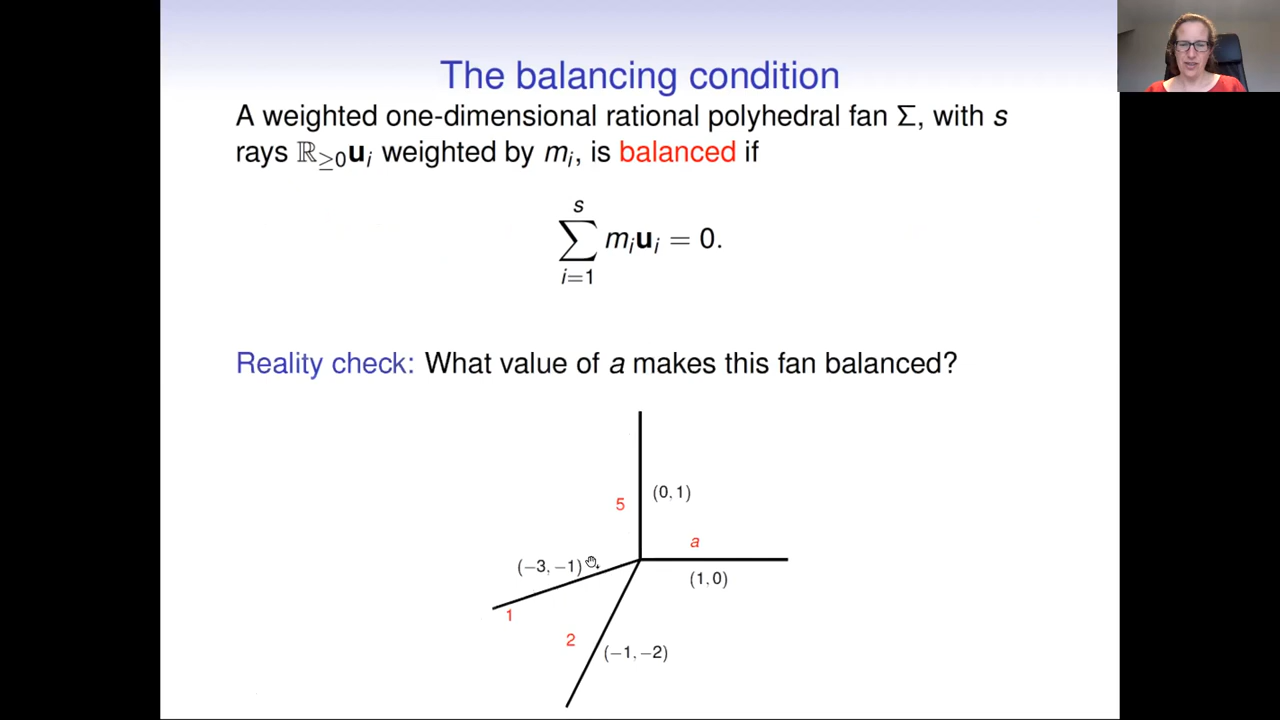 The balancing condition
A weighted one-dimensional rational polyhedral fan Σ, with s
rays ℝ≥0𝐮ᵢ weighted by mᵢ, is balanced if
∑ᵢ₌₁ˢ mᵢ𝐮ᵢ = 0.
Reality check: What value of a makes this fan balanced?
5
(0, 1)
a
(−3, −1)
(1, 0)
1
2
(−1, −2)